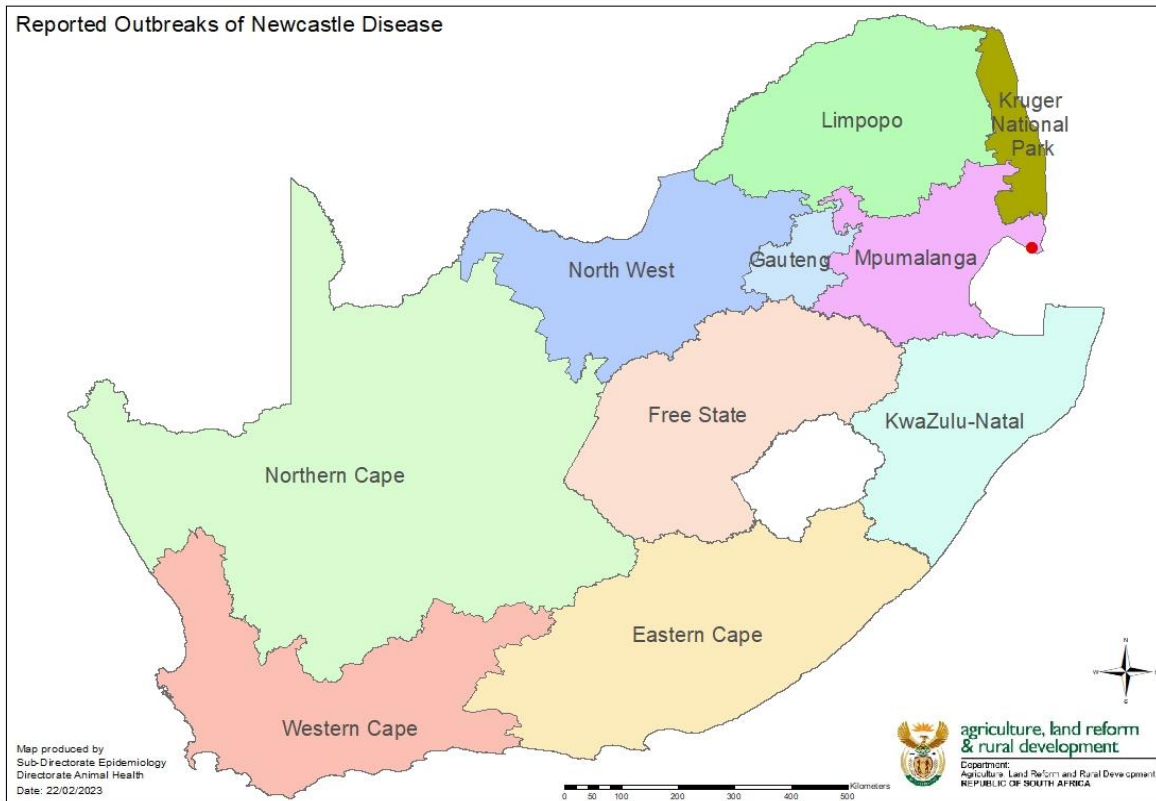 Reported Outbreaks of Newcastle Disease
Limpopo
Kruger
National
Park
North West
Gauteng
Mpumalanga
Free State
KwaZulu-Natal
Northern Cape
Eastern Cape
Western Cape
N
W
S
Map produced by
Sub-Directorate Epidemiology
Directorate Animal Health
Date: 22/02/2023
Kilometers
0 50 100 200 300 400 500
agriculture, land reform
& rural development
Department:
Agriculture, Land Reform and Rural Development
REPUBLIC OF SOUTH AFRICA